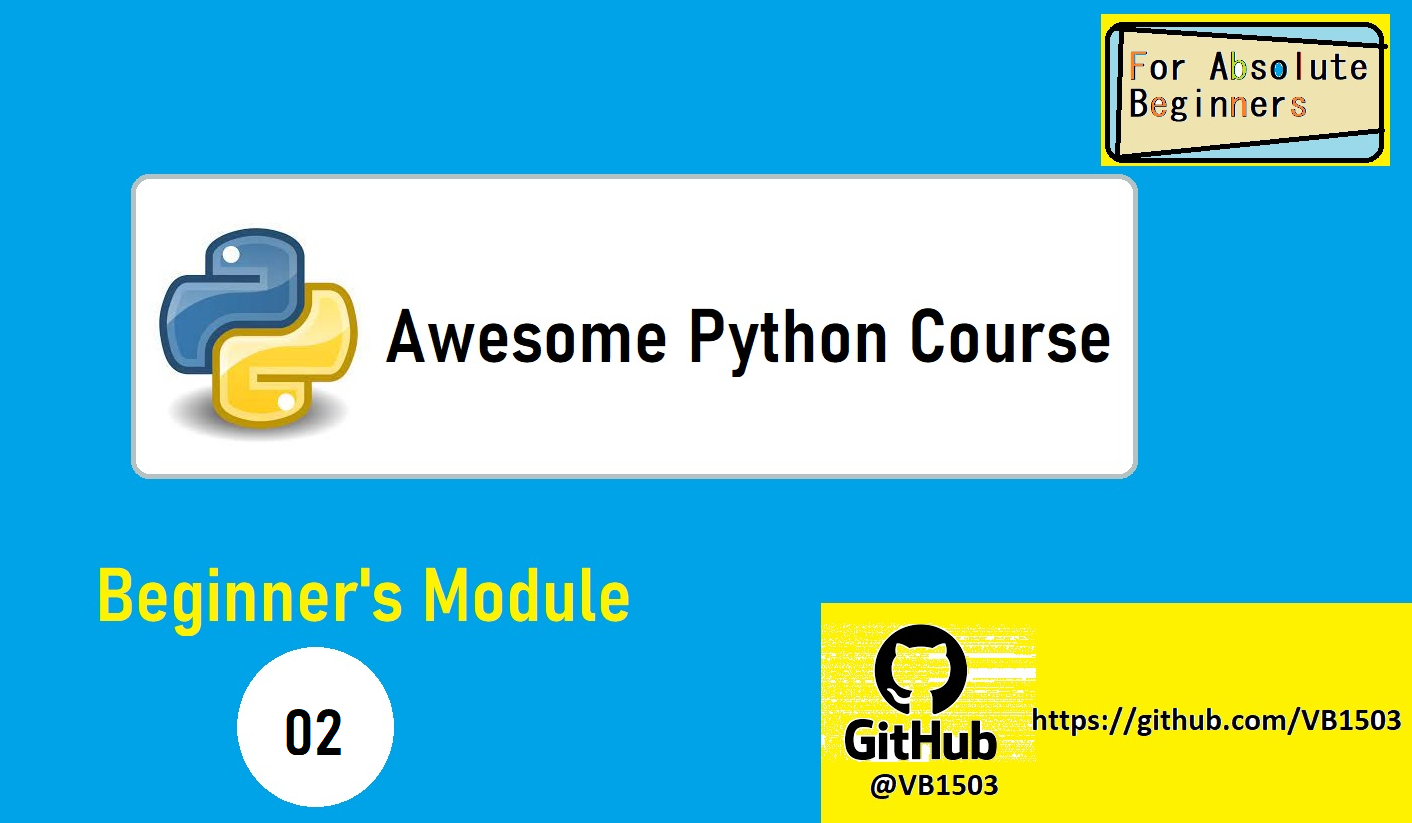 For Absolute
Beginners
Awesome Python Course
Beginner's Module
02
GitHub
https://github.com/VB1503
@VB1503